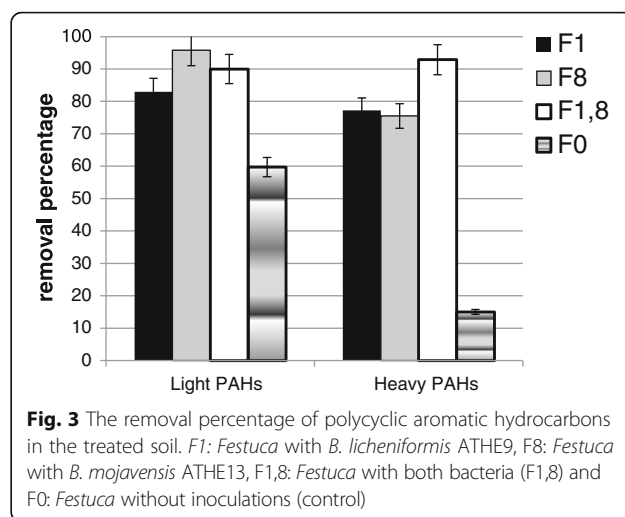 100
90
80
70
60
50
40
30
20
10
0
removal percentage
Light PAHs
Heavy PAHs
F1
F8
F1,8
F0
Fig. 3 The removal percentage of polycyclic aromatic hydrocarbons
in the treated soil. F1: Festuca with B. licheniformis ATHE9, F8: Festuca
with B. mojavensis ATHE13, F1,8: Festuca with both bacteria (F1,8) and
F0: Festuca without inoculations (control)